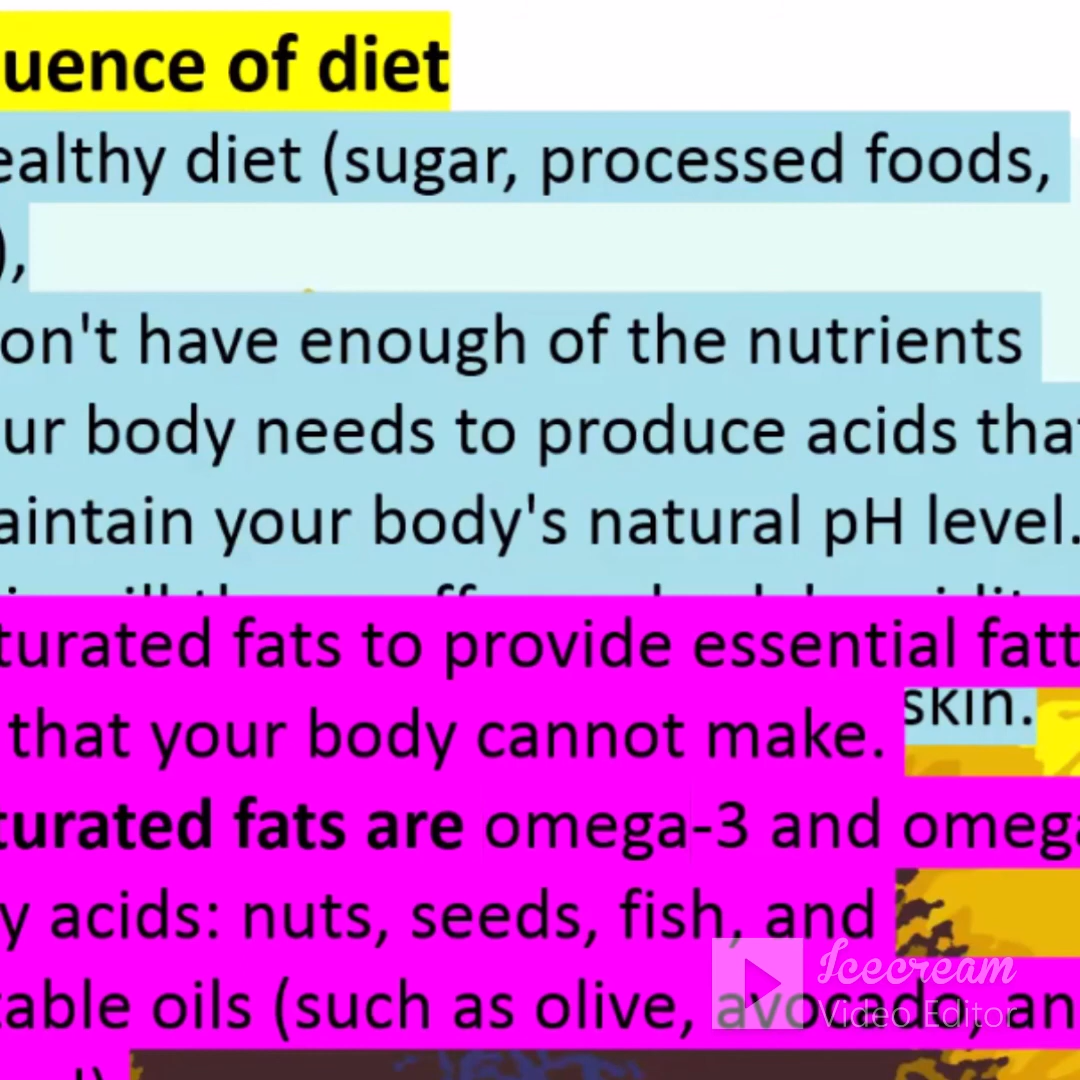 uence of diet
ealthy diet (sugar, processed foods,
),
on't have enough of the nutrients
ur body needs to produce acids that
aintain your body's natural pH level.
turated fats to provide essential fatt
that your body cannot make.
skin.
turated fats are omega-3 and omega
y acids: nuts, seeds, fish, and
table oils (such as olive, avocado, an
Icecream
Video Editor